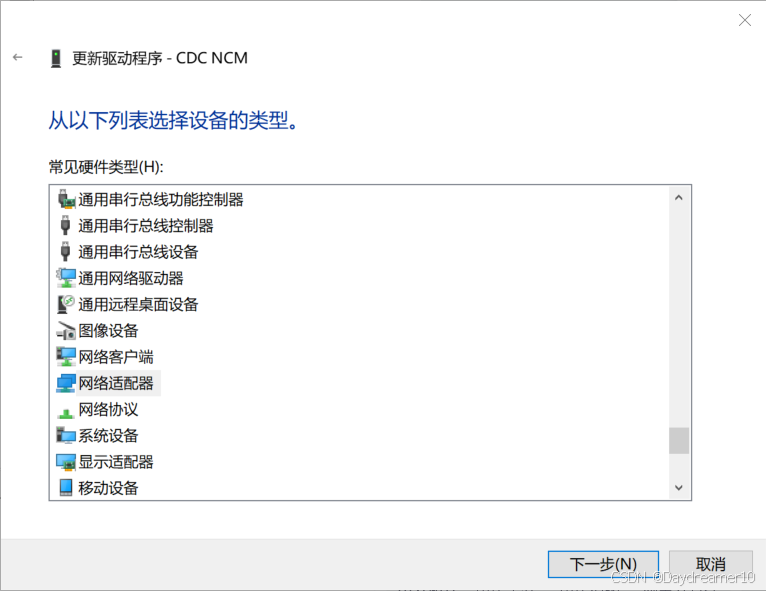 更新驱动程序 - CDC NCM
从以下列表选择设备的类型。
常见硬件类型(H):
通用串行总线功能控制器
通用串行总线控制器
通用串行总线设备
通用网络驱动器
通用远程桌面设备
图像设备
网络客户端
网络适配器
网络协议
系统设备
显示适配器
移动设备
下一步(N)
取消
CSDN @Daydreamer10